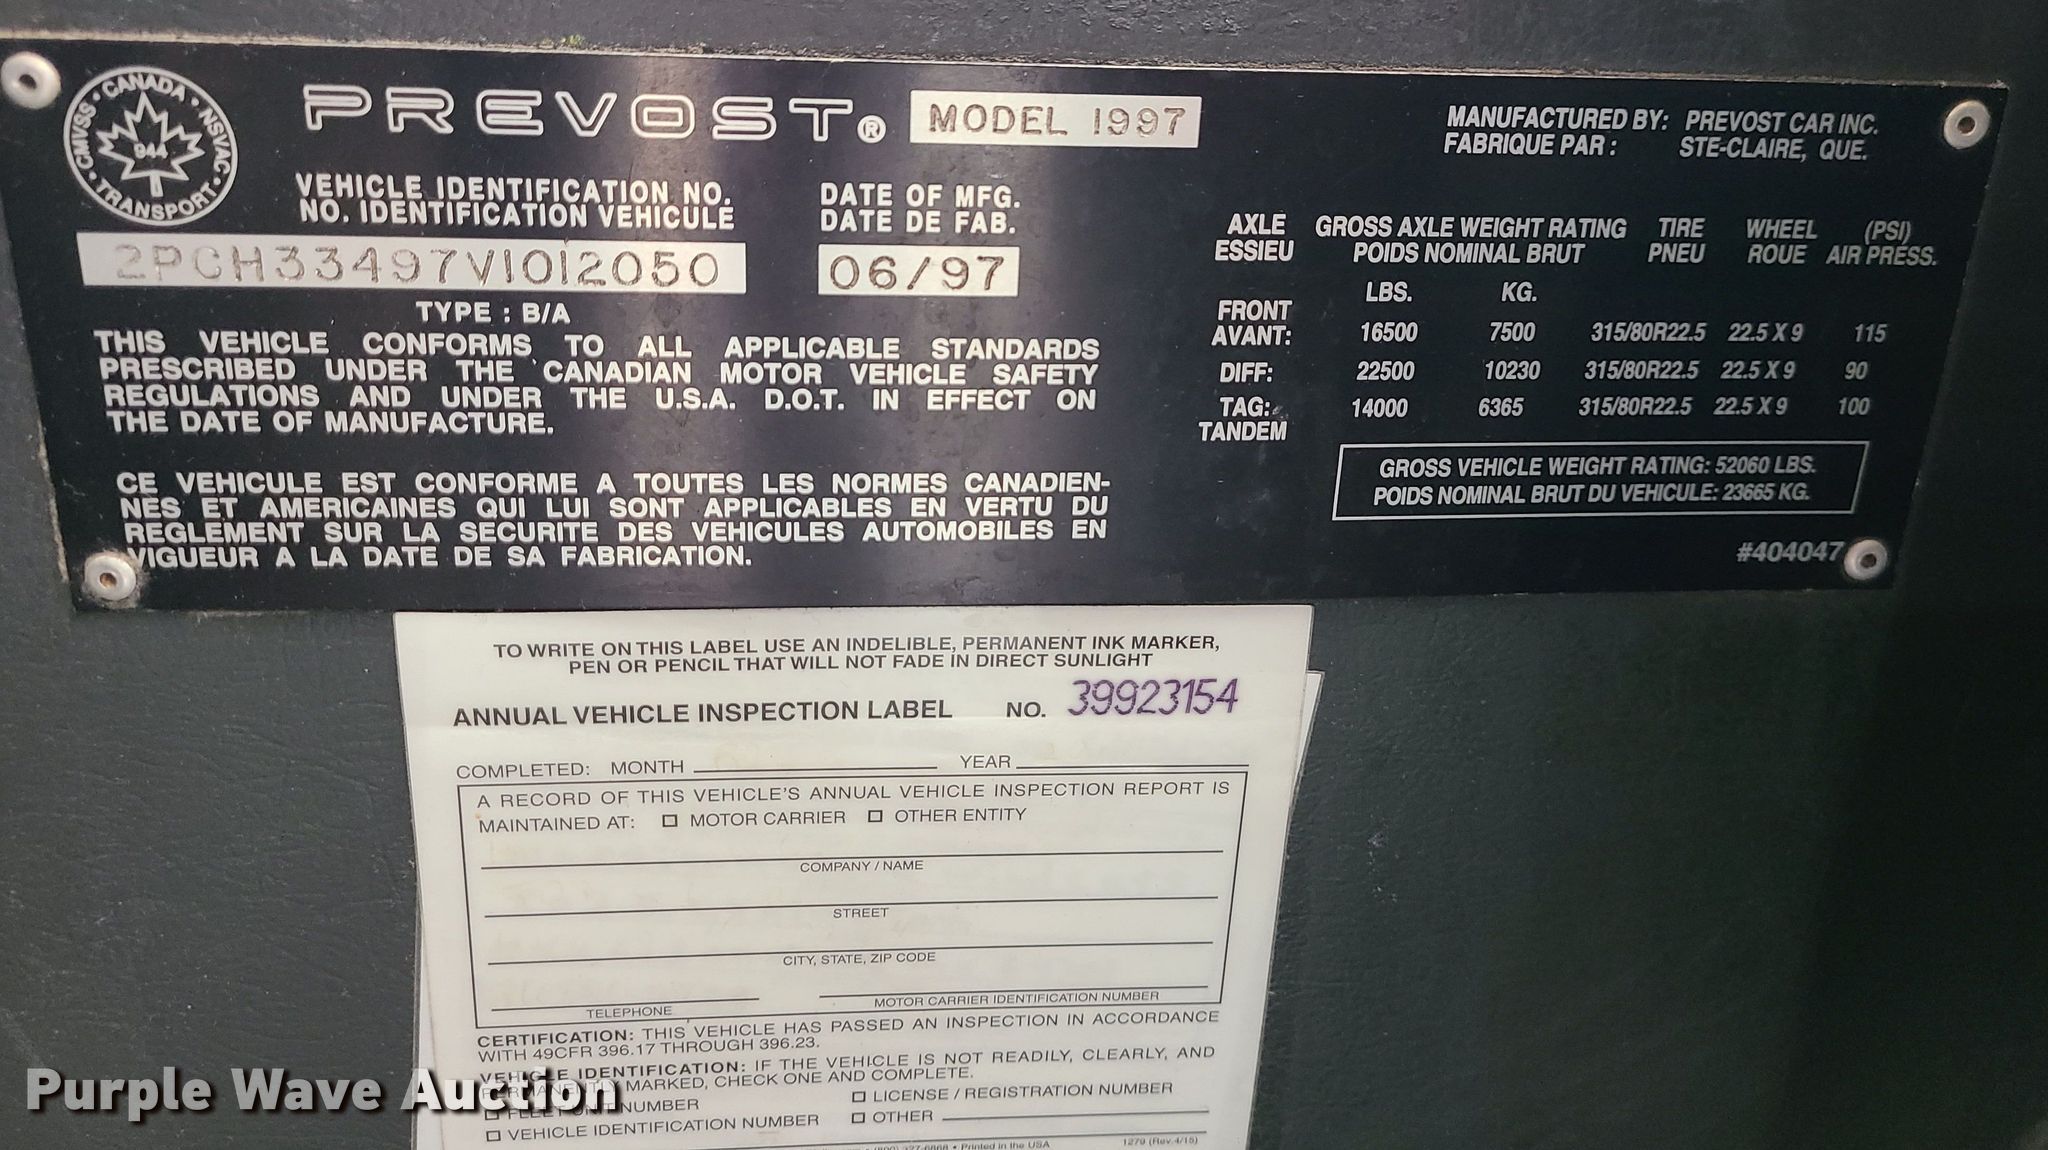 CANADA
CMVSS · NSVAC
944
TRANSPORT
PREVOST®
MODEL 1997
MANUFACTURED BY: PREVOST CAR INC.
FABRIQUE PAR : STE-CLAIRE, QUE.
VEHICLE IDENTIFICATION NO.
NO. IDENTIFICATION VEHICULE
2PCH33497V1012050
DATE OF MFG.
DATE DE FAB.
06/97
TYPE : B/A
THIS VEHICLE CONFORMS TO ALL APPLICABLE STANDARDS
PRESCRIBED UNDER THE CANADIAN MOTOR VEHICLE SAFETY
REGULATIONS AND UNDER THE U.S.A. D.O.T. IN EFFECT ON
THE DATE OF MANUFACTURE.
CE VEHICULE EST CONFORME A TOUTES LES NORMES CANADIEN-
NES ET AMERICAINES QUI LUI SONT APPLICABLES EN VERTU DU
REGLEMENT SUR LA SECURITE DES VEHICULES AUTOMOBILES EN
VIGUEUR A LA DATE DE SA FABRICATION.
AXLE GROSS AXLE WEIGHT RATING TIRE WHEEL (PSI)
ESSIEU POIDS NOMINAL BRUT PNEU ROUE AIR PRESS.
LBS. KG.
FRONT
AVANT: 16500 7500 315/80R22.5 22.5 X 9 115
DIFF: 22500 10230 315/80R22.5 22.5 X 9 90
TAG: 14000 6365 315/80R22.5 22.5 X 9 100
TANDEM
GROSS VEHICLE WEIGHT RATING: 52060 LBS.
POIDS NOMINAL BRUT DU VEHICULE: 23665 KG.
#404047
TO WRITE ON THIS LABEL USE AN INDELIBLE, PERMANENT INK MARKER,
PEN OR PENCIL THAT WILL NOT FADE IN DIRECT SUNLIGHT
ANNUAL VEHICLE INSPECTION LABEL NO. 39923154
COMPLETED: MONTH YEAR
A RECORD OF THIS VEHICLE'S ANNUAL VEHICLE INSPECTION REPORT IS
MAINTAINED AT: ☐ MOTOR CARRIER ☐ OTHER ENTITY
COMPANY / NAME
STREET
CITY, STATE, ZIP CODE
TELEPHONE MOTOR CARRIER IDENTIFICATION NUMBER
CERTIFICATION: THIS VEHICLE HAS PASSED AN INSPECTION IN ACCORDANCE
WITH 49CFR 396.17 THROUGH 396.23.
VEHICLE IDENTIFICATION: IF THE VEHICLE IS NOT READILY, CLEARLY, AND
MARKED, CHECK ONE AND COMPLETE.
☐ FLEET UNIT NUMBER ☐ LICENSE / REGISTRATION NUMBER
☐ VEHICLE IDENTIFICATION NUMBER ☐ OTHER
• Printed in the USA 1279 (Rev. 4/15)
Purple Wave Auction